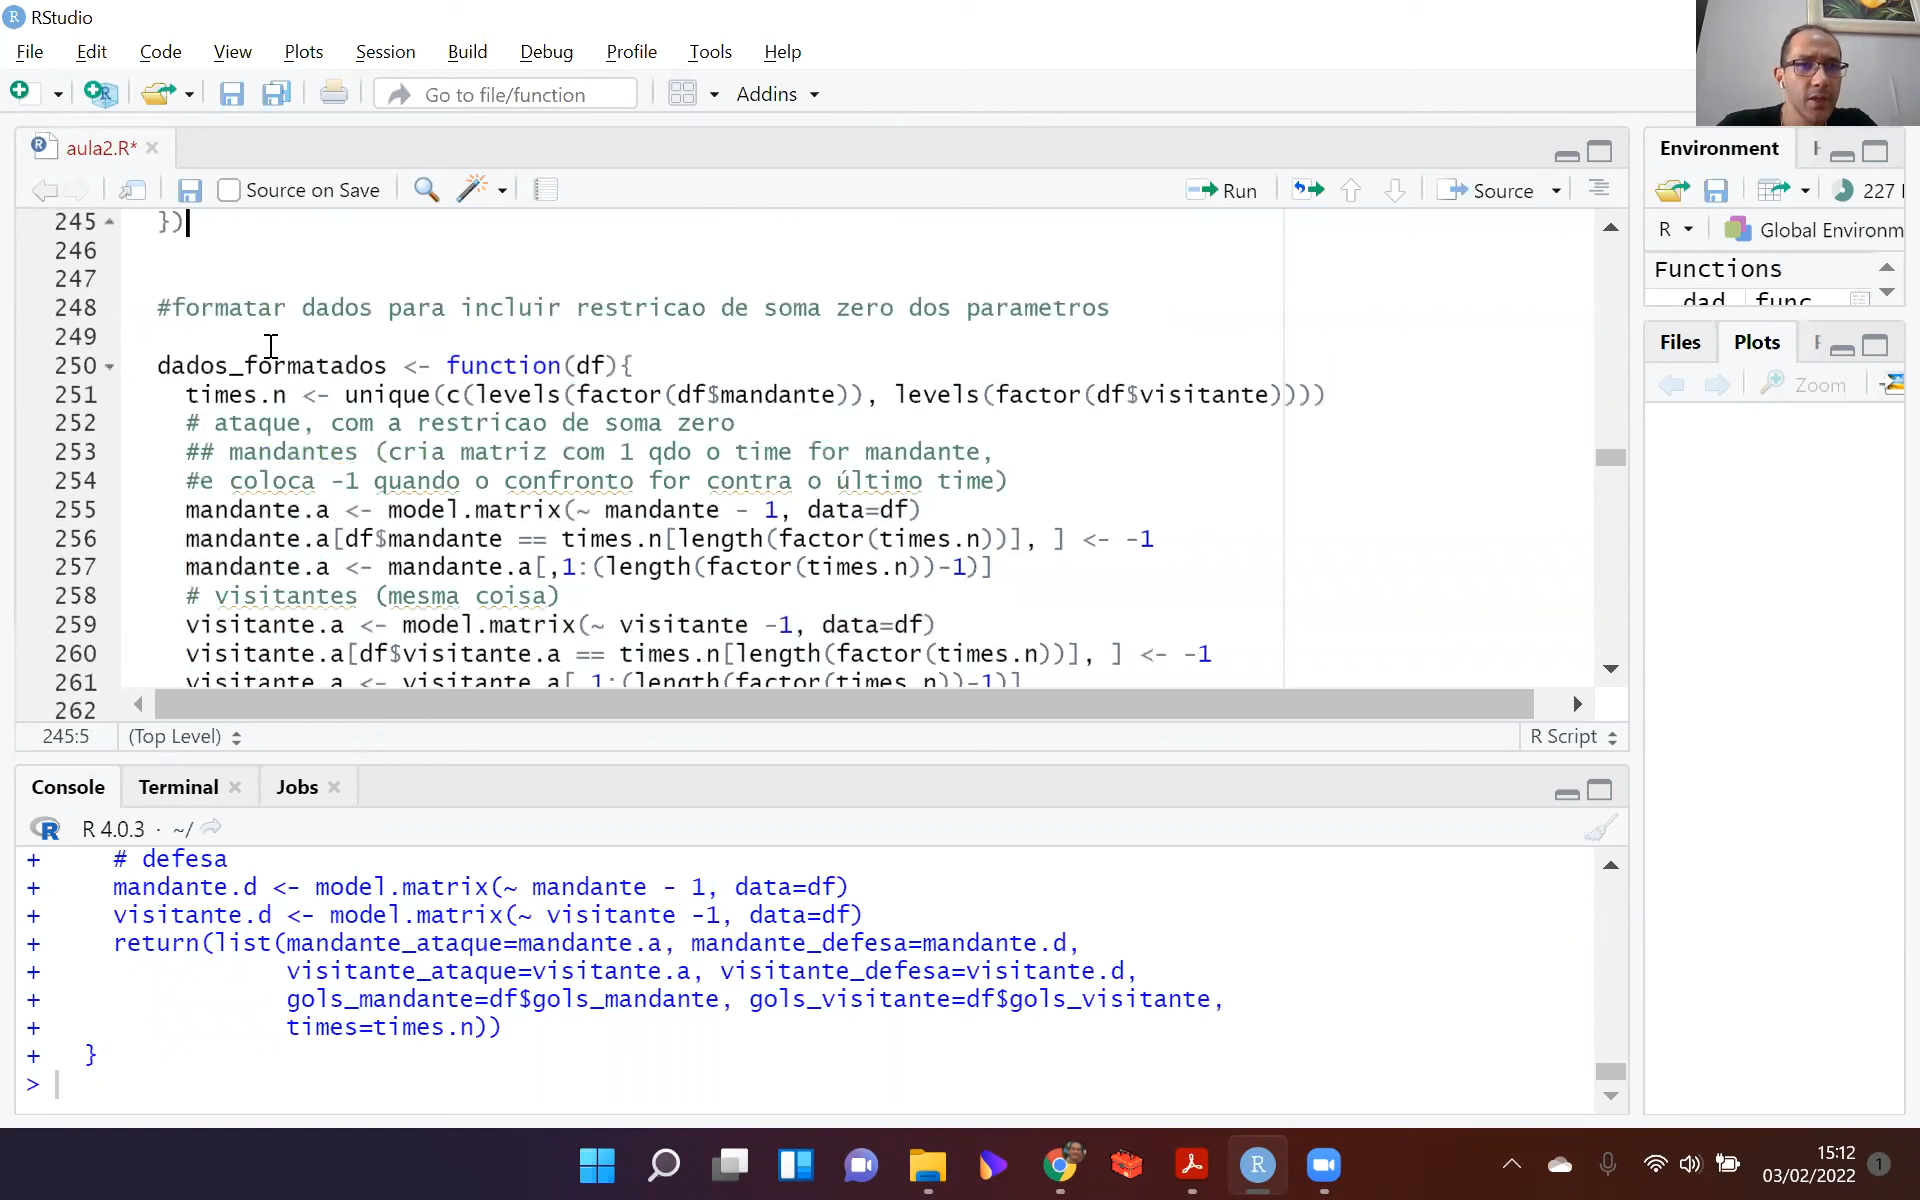 RStudio
File Edit Code View Plots Session Build Debug Profile Tools Help
Go to file/function Addins
aula2.R*
Source on Save Run Source
245 })
246
247
248 #formatar dados para incluir restricao de soma zero dos parametros
249
250 dados_formatados <- function(df){
251 times.n <- unique(c(levels(factor(df$mandante)), levels(factor(df$visitante))))
252 # ataque, com a restricao de soma zero
253 ## mandantes (cria matriz com 1 qdo o time for mandante,
254 #e coloca -1 quando o confronto for contra o último time)
255 mandante.a <- model.matrix(~ mandante - 1, data=df)
256 mandante.a[df$mandante == times.n[length(factor(times.n))], ] <- -1
257 mandante.a <- mandante.a[,1:(length(factor(times.n))-1)]
258 # visitantes (mesma coisa)
259 visitante.a <- model.matrix(~ visitante -1, data=df)
260 visitante.a[df$visitante.a == times.n[length(factor(times.n))], ] <- -1
261 visitante.a <- visitante.a[,1:(length(factor(times.n))-1)]
262
245:5 (Top Level) R Script
Console Terminal Jobs
R 4.0.3 · ~/
+ # defesa
+ mandante.d <- model.matrix(~ mandante - 1, data=df)
+ visitante.d <- model.matrix(~ visitante -1, data=df)
+ return(list(mandante_ataque=mandante.a, mandante_defesa=mandante.d,
+ visitante_ataque=visitante.a, visitante_defesa=visitante.d,
+ gols_mandante=df$gols_mandante, gols_visitante=df$gols_visitante,
+ times=times.n))
+ }
>
Environment
227
R Global Environm
Functions
dad func
Files Plots
Zoom
15:12
03/02/2022
1